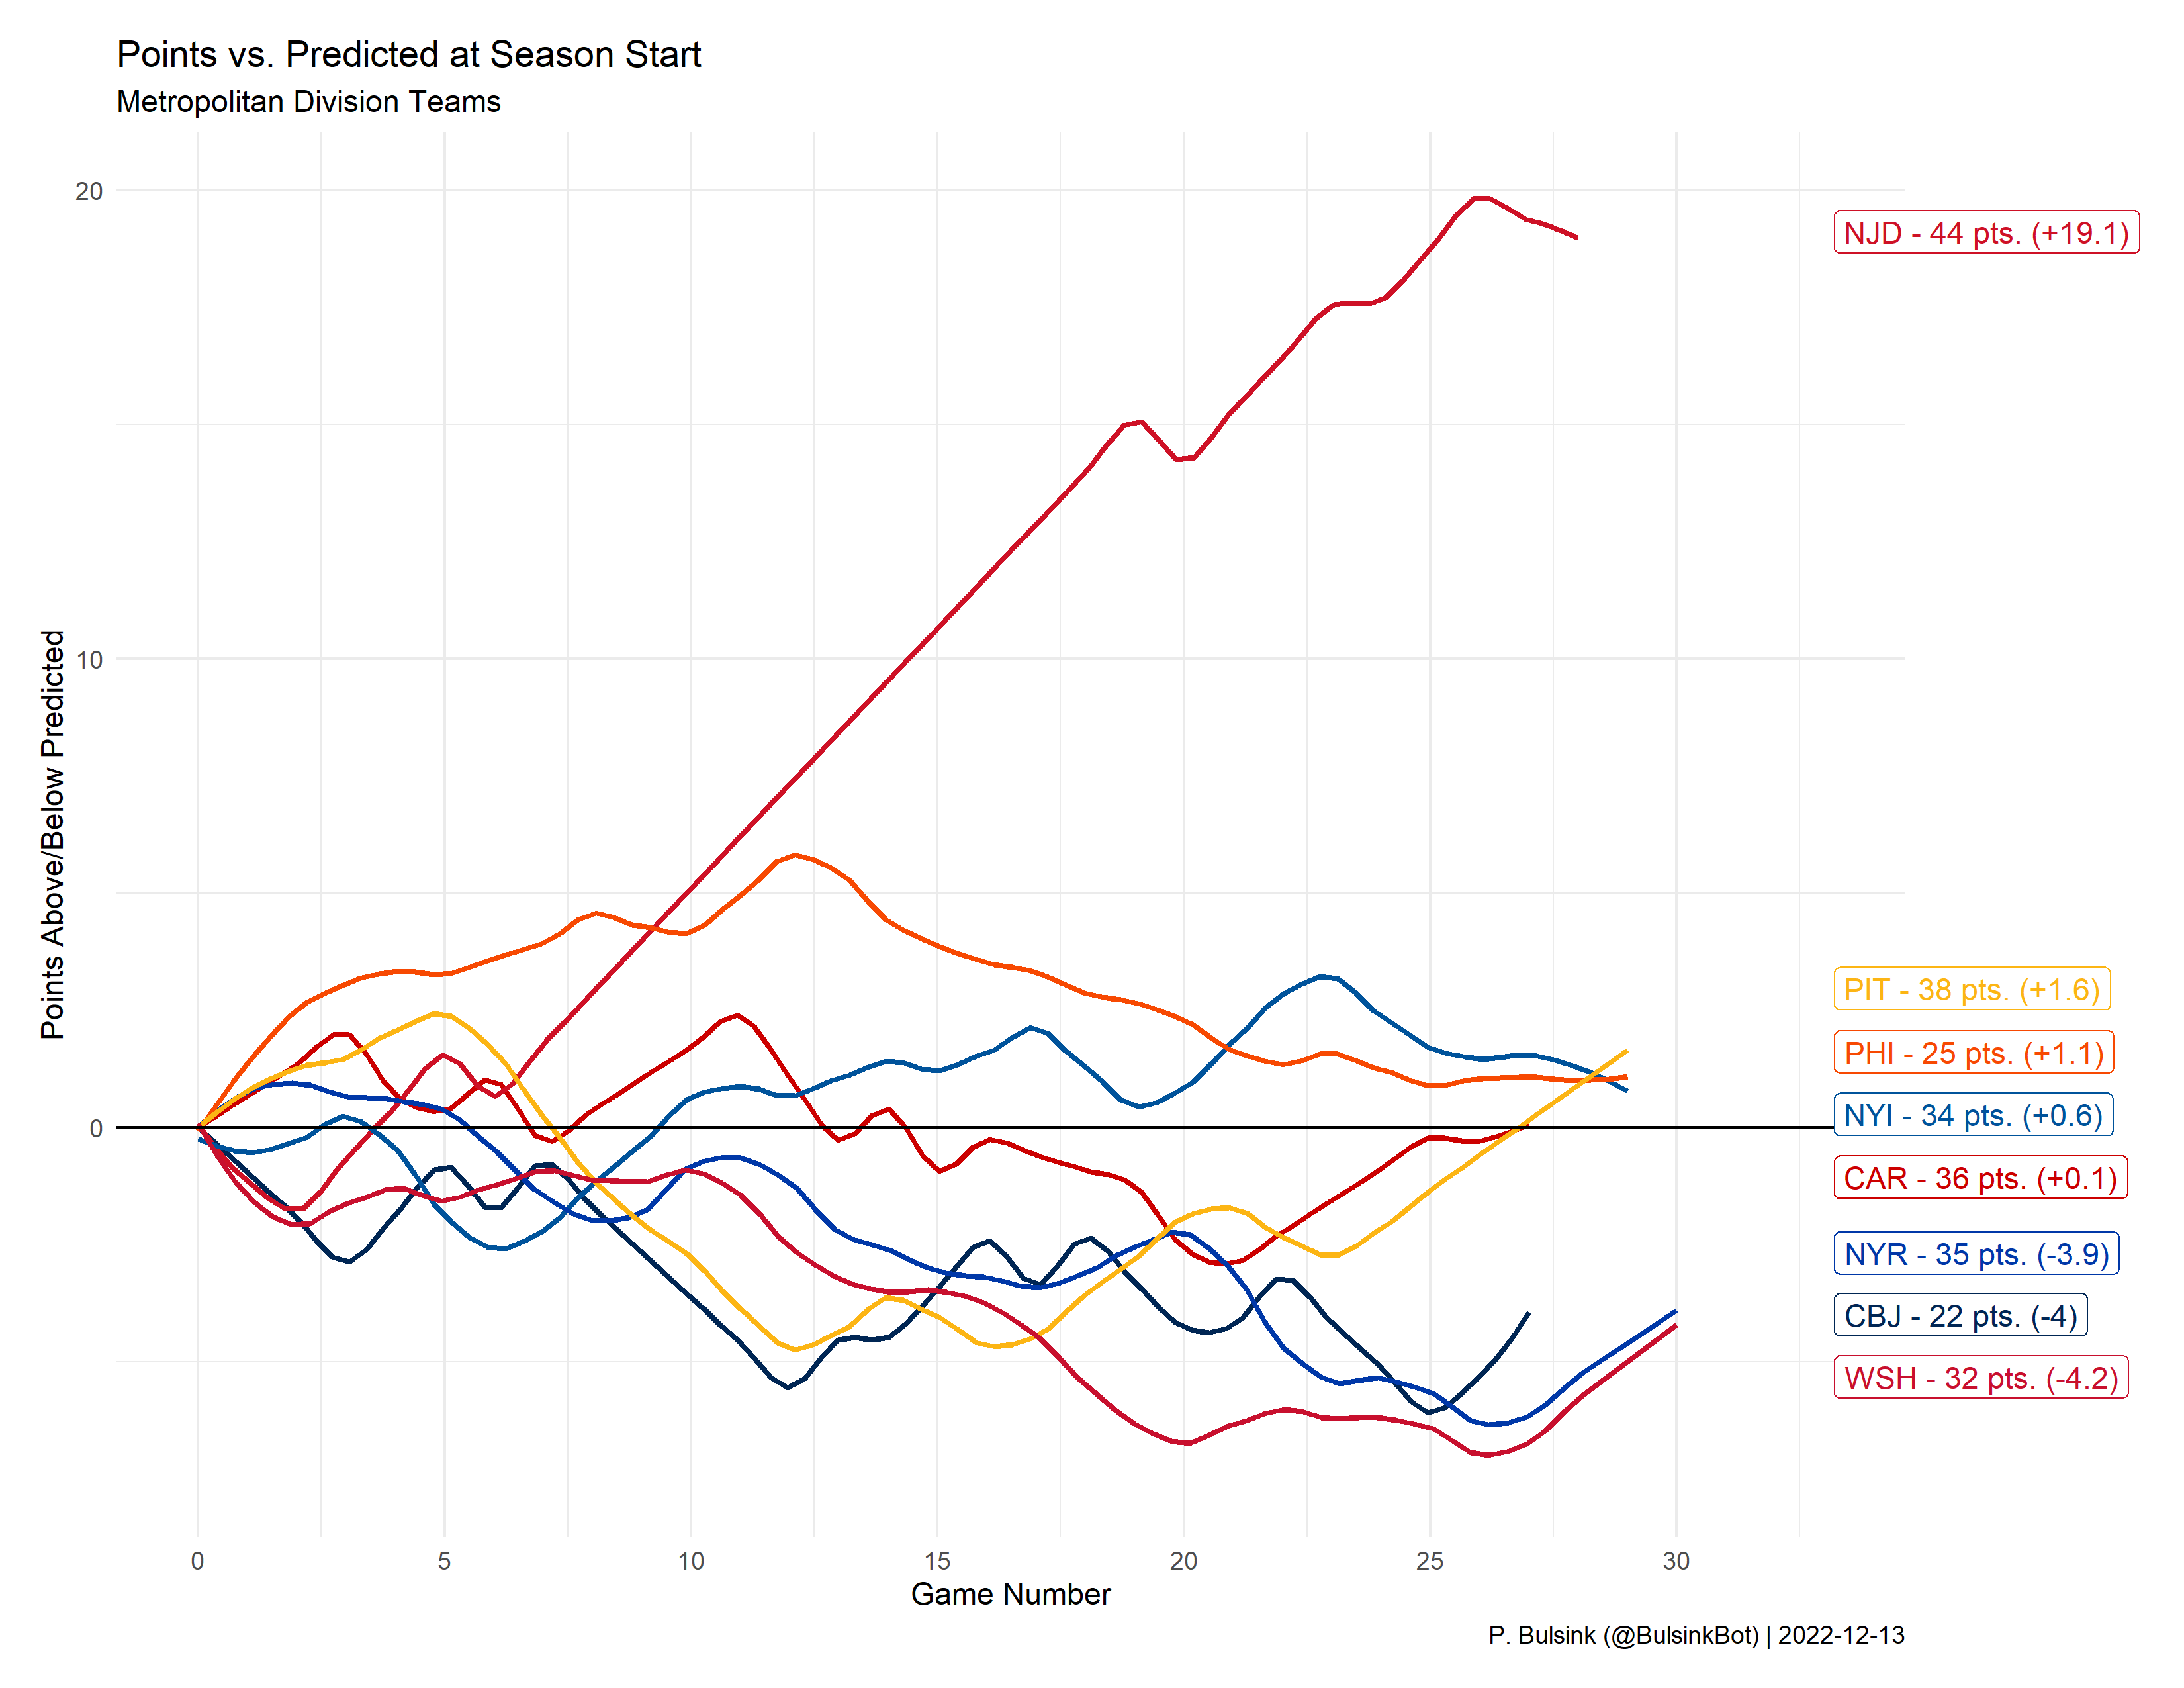 Points vs. Predicted at Season Start
Metropolitan Division Teams
Points Above/Below Predicted
20
10
0
NJD - 44 pts. (+19.1)
PIT - 38 pts. (+1.6)
PHI - 25 pts. (+1.1)
NYI - 34 pts. (+0.6)
CAR - 36 pts. (+0.1)
NYR - 35 pts. (-3.9)
CBJ - 22 pts. (-4)
WSH - 32 pts. (-4.2)
0 5 10 15 20 25 30
Game Number
P. Bulsink (@BulsinkBot) | 2022-12-13